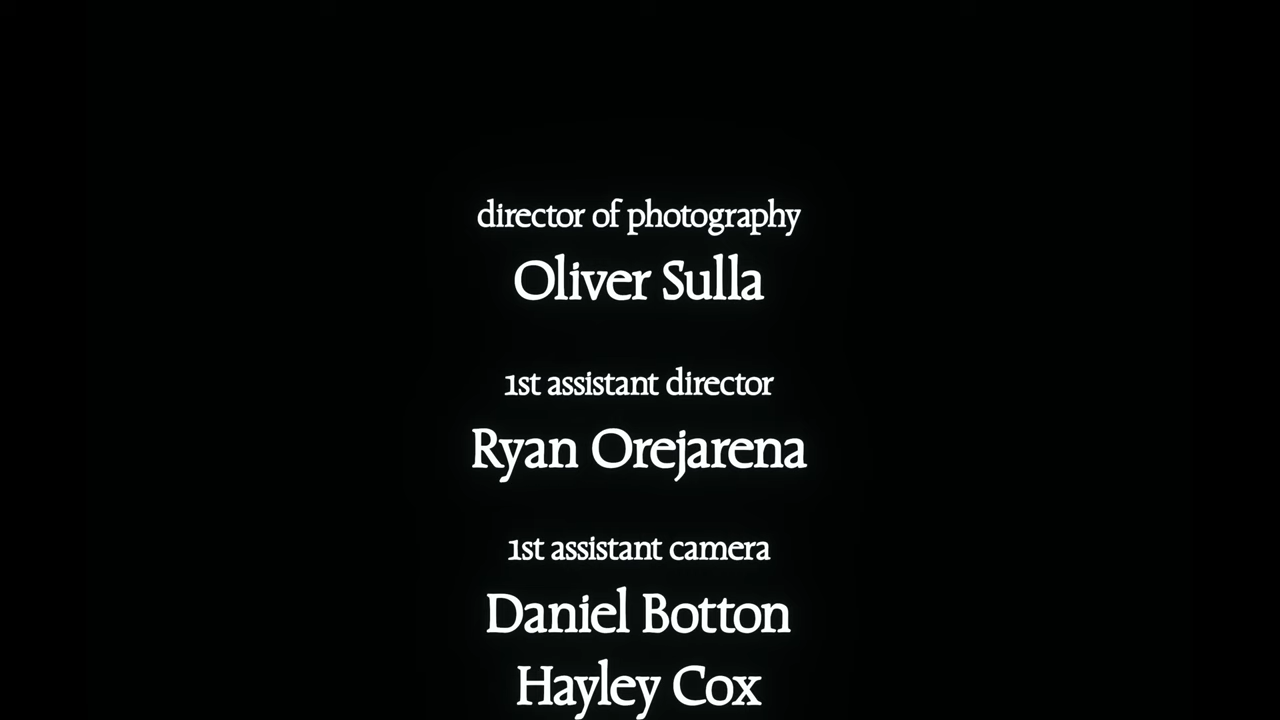 director of photography
Oliver Sulla
1st assistant director
Ryan Orejarena
1st assistant camera
Daniel Botton
Hayley Cox